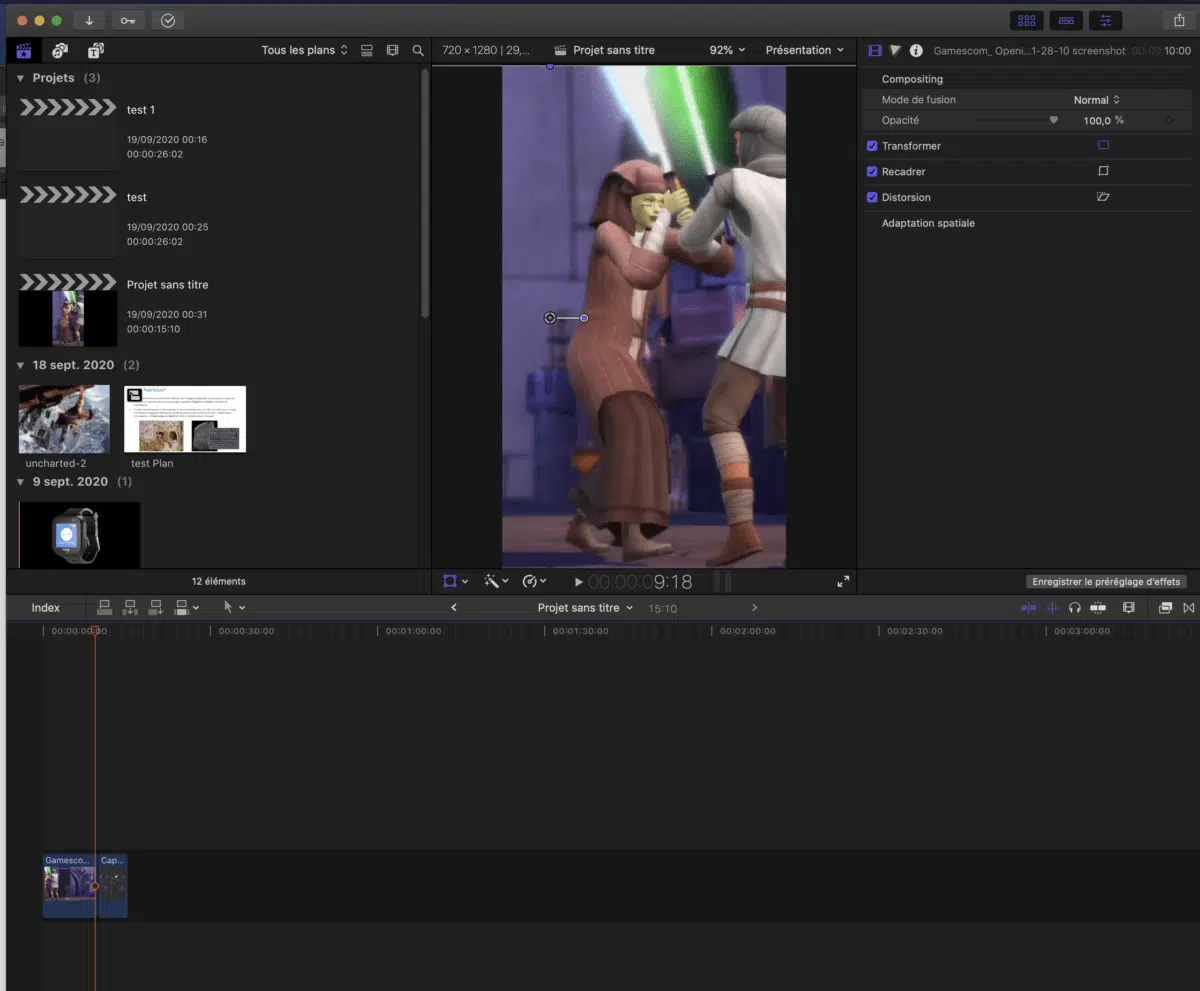 Tous les plans
720 × 1280 | 29,...
Projet sans titre
92%
Présentation
Gamescom_ Openi...1-28-10 screenshot
00:00 10:00
Projets (3)
test 1
19/09/2020 00:16
00:00:26:02
test
19/09/2020 00:25
00:00:26:02
Projet sans titre
19/09/2020 00:31
00:00:15:10
18 sept. 2020 (2)
uncharted-2
test Plan
9 sept. 2020 (1)
12 éléments
Compositing
Mode de fusion
Normal
Opacité
100,0 %
Transformer
Recadrer
Distorsion
Adaptation spatiale
00:00:09:18
Enregistrer le préréglage d'effets
Index
Projet sans titre
15:10
00:00:00:00
00:00:30:00
00:01:00:00
00:01:30:00
00:02:00:00
00:02:30:00
00:03:00:00
Gamesco...
Cap...